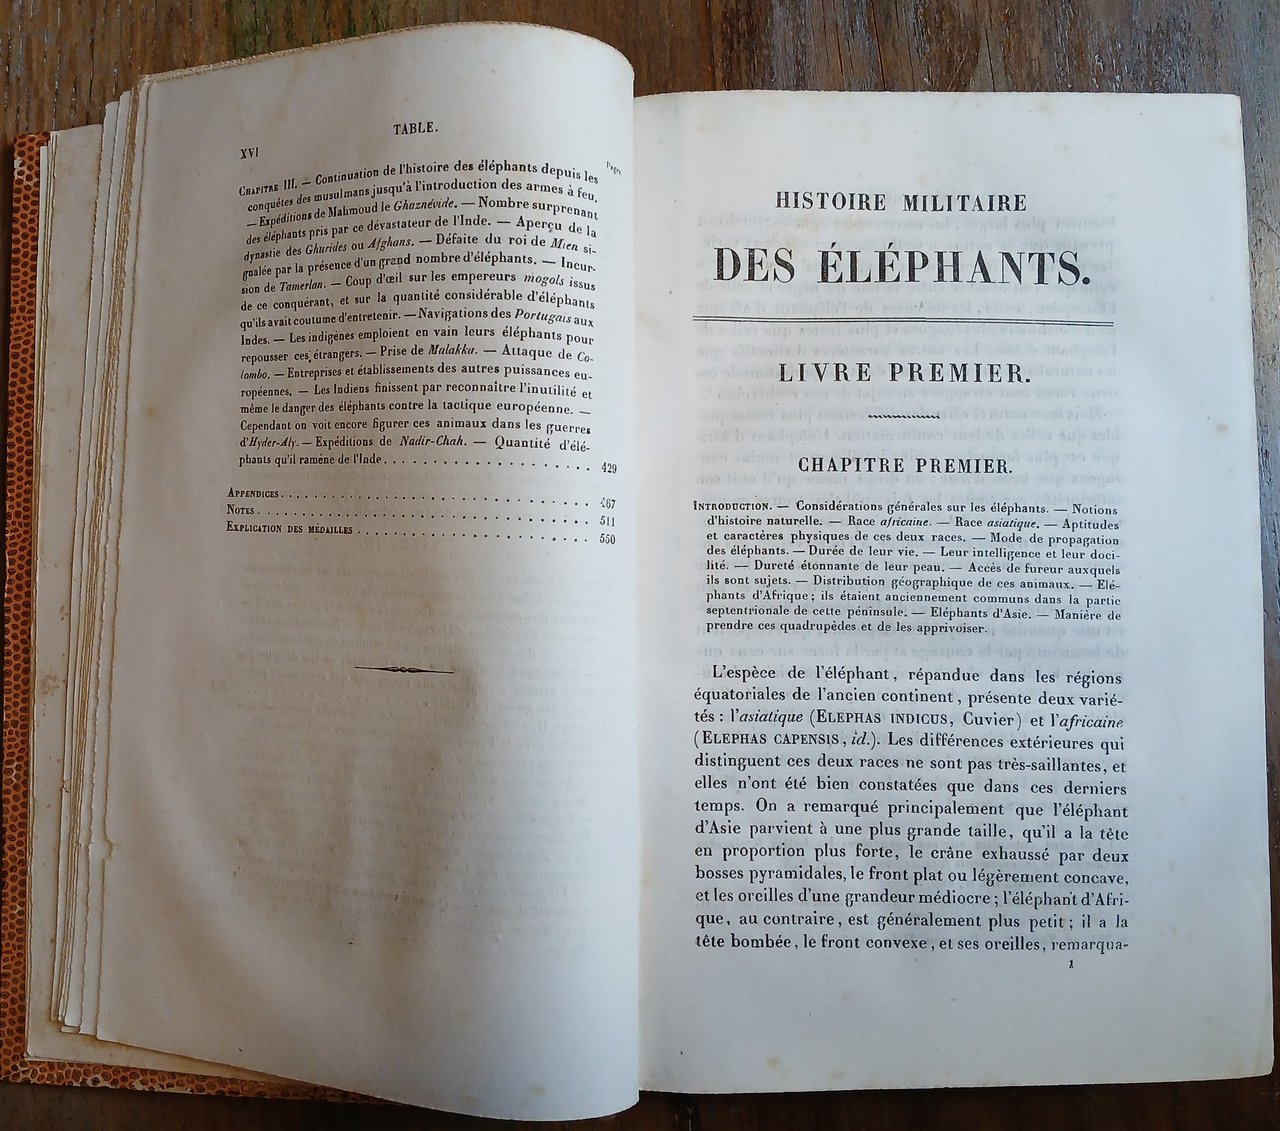 TABLE.
XVI
Pages.
CHAPITRE III. — Continuation de l'histoire des éléphants depuis les
conquêtes des musulmans jusqu'à l'introduction des armes à feu.
— Expéditions de Mahmoud le Ghaznévide. — Nombre surprenant
des éléphants pris par ce dévastateur de l'Inde. — Aperçu de la
dynastie des Ghurides ou Afghans. — Défaite du roi de Mien si-
gnalée par la présence d'un grand nombre d'éléphants. — Incur-
sion de Tamerlan. — Coup d'œil sur les empereurs mogols issus
de ce conquérant, et sur la quantité considérable d'éléphants
qu'ils avait coutume d'entretenir. — Navigations des Portugais aux
Indes. — Les indigènes emploient en vain leurs éléphants pour
repousser ces étrangers. — Prise de Malakka. — Attaque de Co-
lombo. — Entreprises et établissements des autres puissances eu-
ropéennes. — Les Indiens finissent par reconnaître l'inutilité et
même le danger des éléphants contre la tactique européenne. —
Cependant on voit encore figurer ces animaux dans les guerres
d'Hyder-Aly. — Expéditions de Nadir-Chah. — Quantité d'élé-
phants qu'il ramène de l'Inde . . . . . . . . . . . . . . . . . . . 429
APPENDICES. . . . . . . . . . . . . . . . . . . . . . . . . . . 467
NOTES. . . . . . . . . . . . . . . . . . . . . . . . . . . . . 511
EXPLICATION DES MÉDAILLES . . . . . . . . . . . . . . . . . . . . 550
HISTOIRE MILITAIRE
DES ÉLÉPHANTS.
LIVRE PREMIER.
CHAPITRE PREMIER.
INTRODUCTION. — Considérations générales sur les éléphants. — Notions
d'histoire naturelle. — Race africaine. — Race asiatique. — Aptitudes
et caractères physiques de ces deux races. — Mode de propagation
des éléphants. — Durée de leur vie. — Leur intelligence et leur doci-
lité. — Dureté étonnante de leur peau. — Accès de fureur auxquels
ils sont sujets. — Distribution géographique de ces animaux. — Elé-
phants d'Afrique ; ils étaient anciennement communs dans la partie
septentrionale de cette péninsule. — Eléphants d'Asie. — Manière de
prendre ces quadrupèdes et de les apprivoiser.
L'espèce de l'éléphant, répandue dans les régions
équatoriales de l'ancien continent, présente deux varié-
tés : l'asiatique (ELEPHAS INDICUS, Cuvier) et l'africaine
(ELEPHAS CAPENSIS, id.). Les différences extérieures qui
distinguent ces deux races ne sont pas très-saillantes, et
elles n'ont été bien constatées que dans ces derniers
temps. On a remarqué principalement que l'éléphant
d'Asie parvient à une plus grande taille, qu'il a la tête
en proportion plus forte, le crâne exhaussé par deux
bosses pyramidales, le front plat ou légèrement concave,
et les oreilles d'une grandeur médiocre ; l'éléphant d'Afri-
que, au contraire, est généralement plus petit ; il a la
tête bombée, le front convexe, et ses oreilles, remarqua-
1